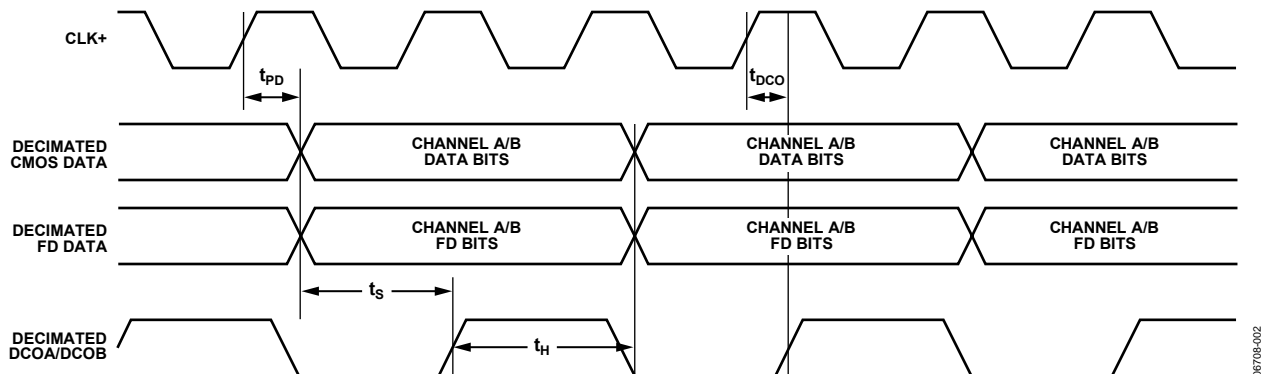 CLK+
tPD
tDCO
DECIMATED
CMOS DATA
CHANNEL A/B
DATA BITS
CHANNEL A/B
DATA BITS
CHANNEL A/B
DATA BITS
DECIMATED
FD DATA
CHANNEL A/B
FD BITS
CHANNEL A/B
FD BITS
CHANNEL A/B
FD BITS
tS
DECIMATED
DCOA/DCOB
tH
06708-002